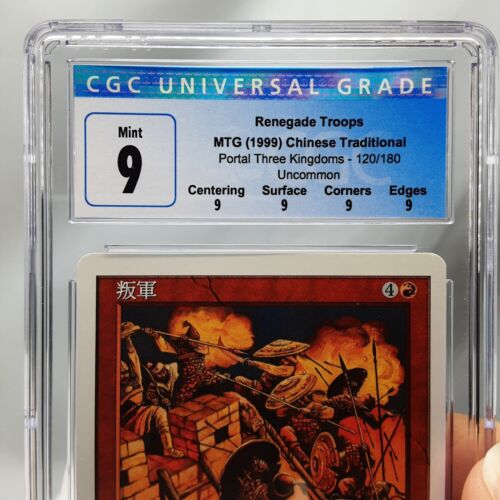 CGC UNIVERSAL GRADE
Mint
9
Renegade Troops
MTG (1999) Chinese Traditional
Portal Three Kingdoms - 120/180
Uncommon
Centering Surface Corners Edges
9 9 9 9
叛軍 4